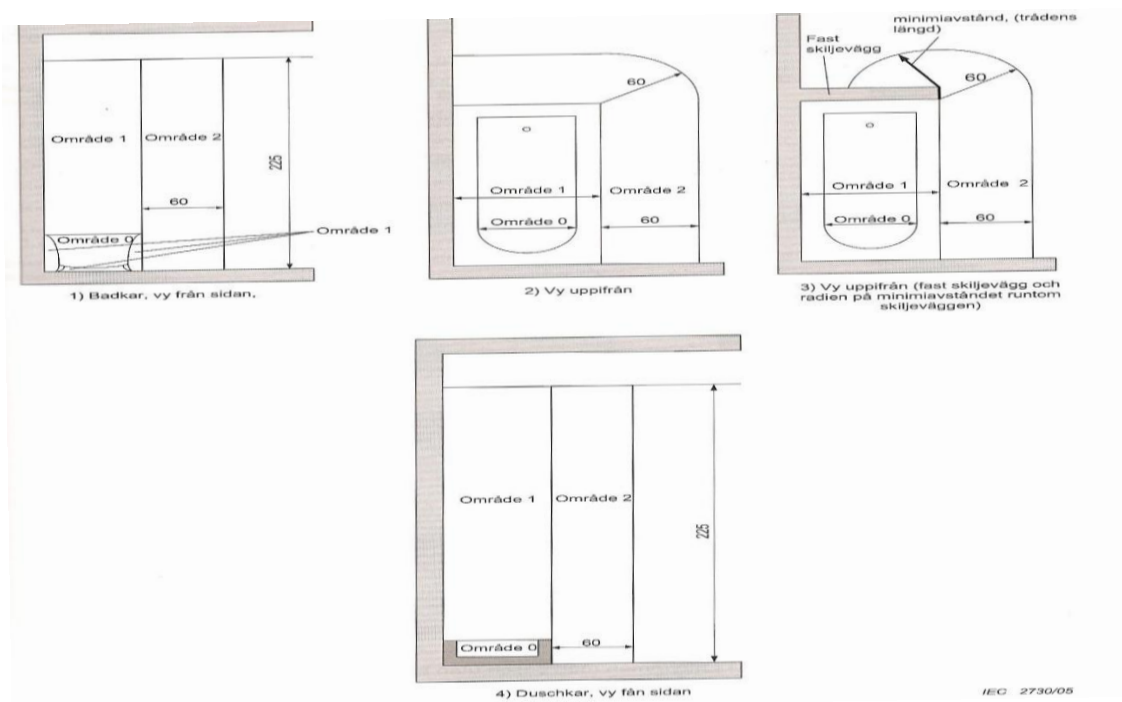 Område 1
Område 2
225
60
Område 0
Område 1
1) Badkar, vy från sidan,
60
Område 1
Område 2
Område 0
60
2) Vy uppifrån
minimiavstånd, (trådens
längd)
Fast
skiljevägg
60
Område 1
Område 2
Område 0
60
3) Vy uppifrån (fast skiljevägg och
radien på minimiavståndet runtom
skiljeväggen)
Område 1
Område 2
225
Område 0
60
4) Duschkar, vy fån sidan
IEC 2730/05